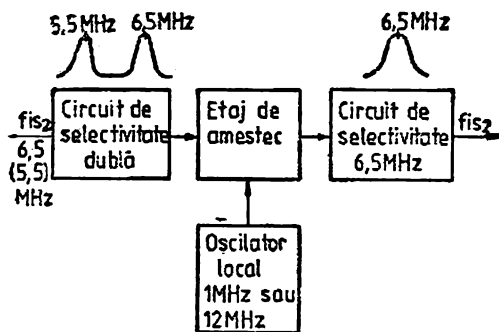 5,5MHz 6,5MHz
6,5MHz
fis2
6,5
(5,5)
MHz
Circuit de
selectivitate
dublă
Etaj de
amestec
Circuit de
selectivitate
6,5MHz
fis2
Oscilator
local
1MHz sau
12MHz